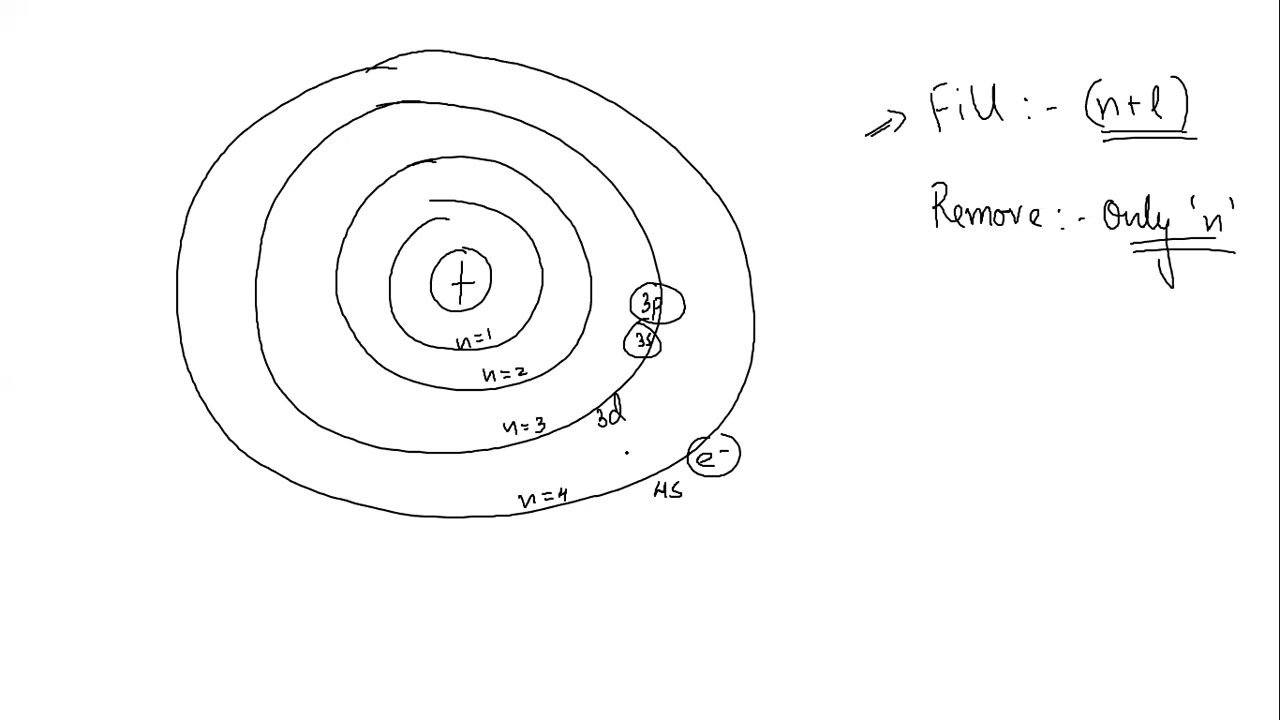 Fill :- (n+l)
Remove :- Only 'n'
+
n=1
n=2
n=3
n=4
3p
3s
3d
e⁻
4s